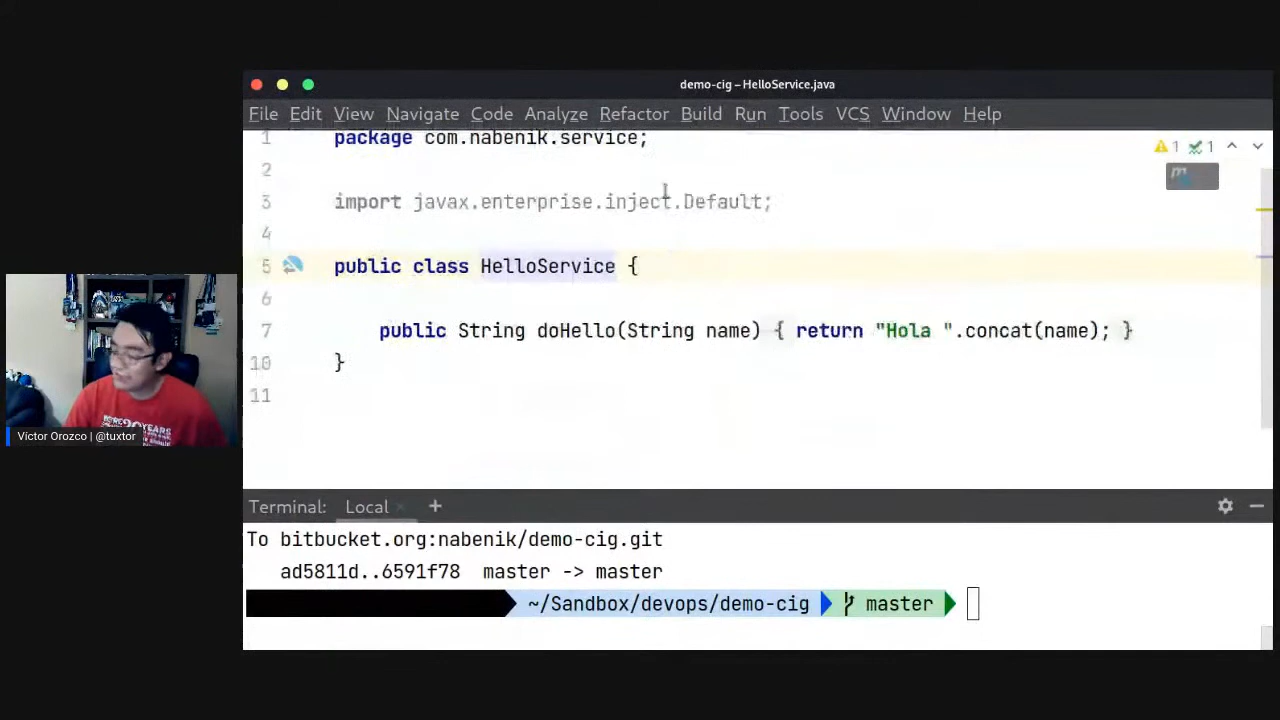 demo-cig – HelloService.java
File Edit View Navigate Code Analyze Refactor Build Run Tools VCS Window Help
1 package com.nabenik.service;
1 1
2
3 import javax.enterprise.inject.Default;
4
5 public class HelloService {
6
7 public String doHello(String name) { return "Hola ".concat(name); }
10 }
11
Víctor Orozco | @tuxtor
Terminal: Local × +
To bitbucket.org:nabenik/demo-cig.git
ad5811d..6591f78 master -> master
~/Sandbox/devops/demo-cig master